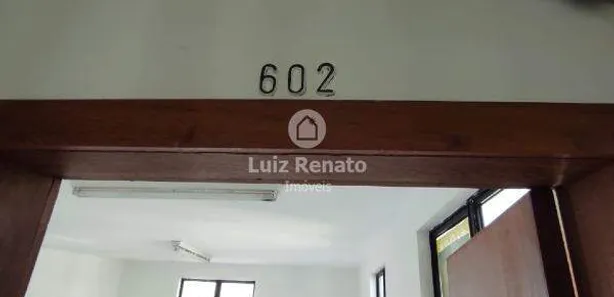 602
Luiz Renato
Imóveis